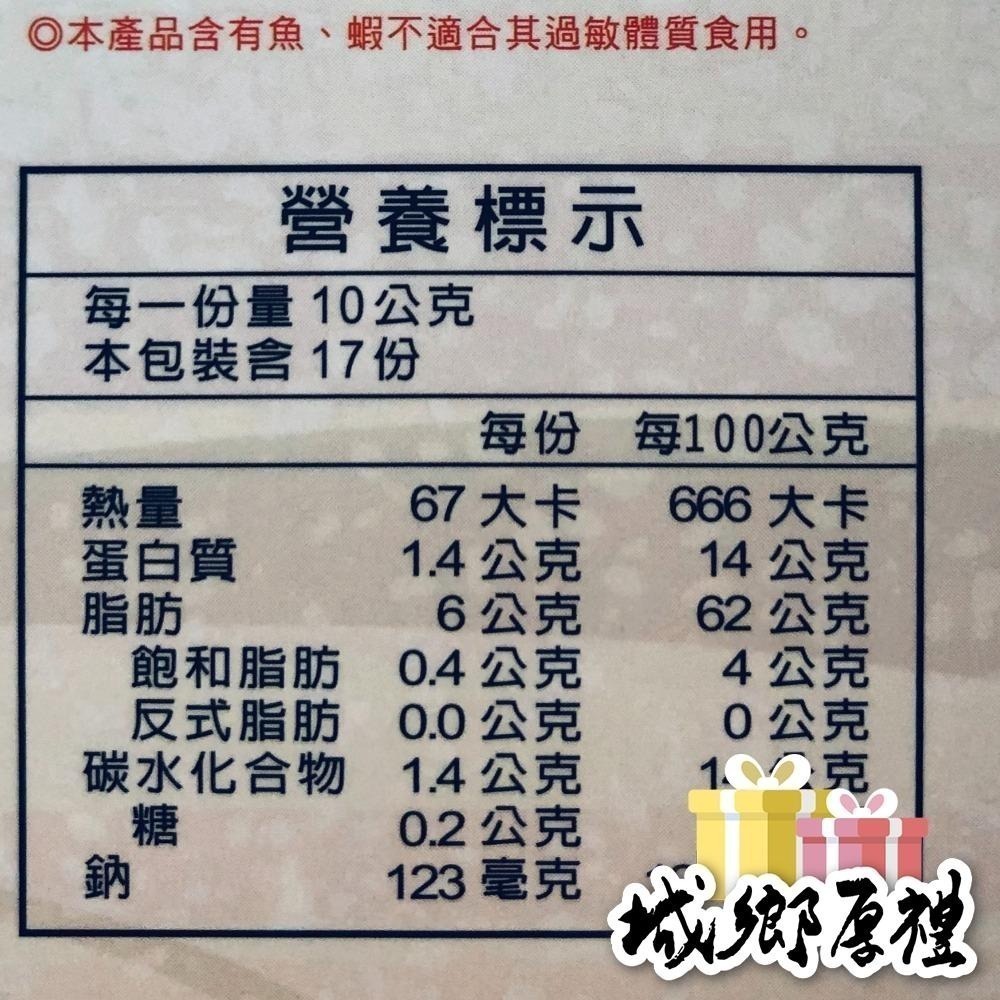 ◎本產品含有魚、蝦不適合其過敏體質食用。
營養標示
每一份量 10公克
本包裝含 17份
每份 每100公克
熱量 67 大卡 666 大卡
蛋白質 1.4 公克 14 公克
脂肪 6 公克 62 公克
飽和脂肪 0.4 公克 4 公克
反式脂肪 0.0 公克 0 公克
碳水化合物 1.4 公克 克
糖 0.2 公克
鈉 123 毫克
城鄉厚禮